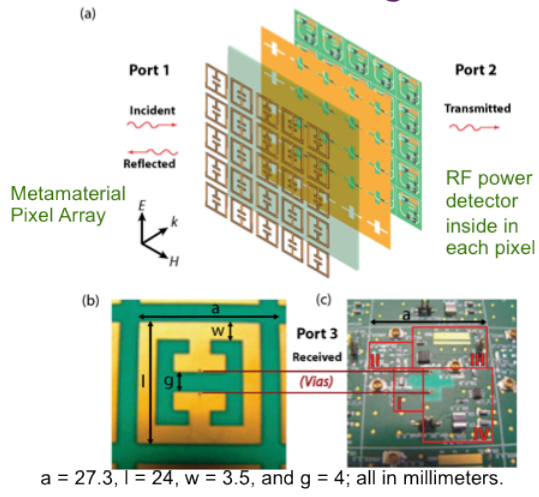 (a)
Port 1
Port 2
Incident
Transmitted
Reflected
Metamaterial
Pixel Array
RF power
detector
inside in
each pixel
E
k
H
(b)
(c)
a
a
w
Port 3
Received
(Vias)
l
g
I
II
III
IV
a = 27.3, l = 24, w = 3.5, and g = 4; all in millimeters.